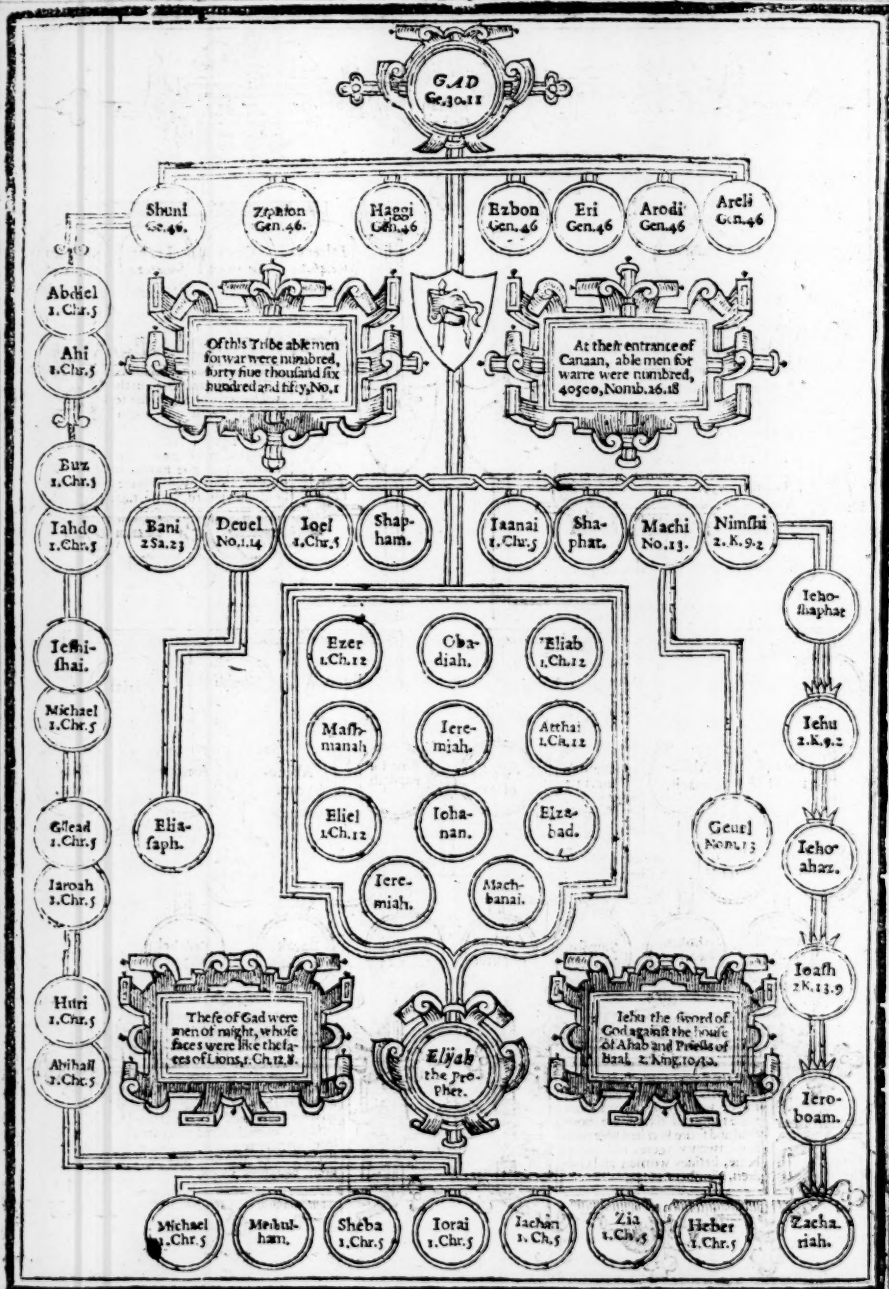 GAD
Ge.30.11
Shuni
Ge.46.
Ziphion
Gen.46.
Haggi
Gen.46
Ezbon
Gen.46
Eri
Gen.46
Arodi
Gen.46
Areli
Gen.46
Abdiel
1.Chr.5
Ahi
1.Chr.5
Of this Tribe able men
for war were numbred,
forty fiue thousand six
hundred and fifty, No.1
At their entrance of
Canaan, able men for
warre were numbred,
40500, Nomb.26.18
Buz
1.Chr.5
Iahdo
1.Chr.5
Bani
2 Sa.23
Deuel
No.1.14
Ioel
1.Chr.5
Shap-
ham.
Iaanai
1.Chr.5
Sha-
phat.
Machi
No.13.
Nimshi
2.K.9.2
Ieho-
shaphat
Ieshi-
shai.
Michael
1.Chr.5
Ezer
1.Ch.12
Oba-
diah.
Eliab
1.Ch.12
Iehu
2.K.9.2
Mash-
manah
Iere-
miah.
Atthai
1.Ch.12
Gilead
1.Chr.5
Iaroah
1.Chr.5
Elia-
saph.
Eliel
1.Ch.12
Ioha-
nan.
Elza-
bad.
Geuel
Nom.13
Ieho-
ahaz.
Iere-
miah.
Mach-
banai.
Ioash
2K.13.9
Huri
1.Chr.5
Abihail
1.Chr.5
These of Gad were
men of might, whose
faces were like the fa-
ces of Lions, 1.Ch.12.8.
Elijah
the Pro-
phet.
Iehu the sword of
God against the house
of Ahab and Priests of
Baal, 2.King.10
Iero-
boam.
Michael
1.Chr.5
Meshul-
ham.
Sheba
1.Chr.5
Iorai
1.Chr.5
Iachan
1.Ch.5
Zia
1.Ch.5
Heber
1.Chr.5
Zacha-
riah.